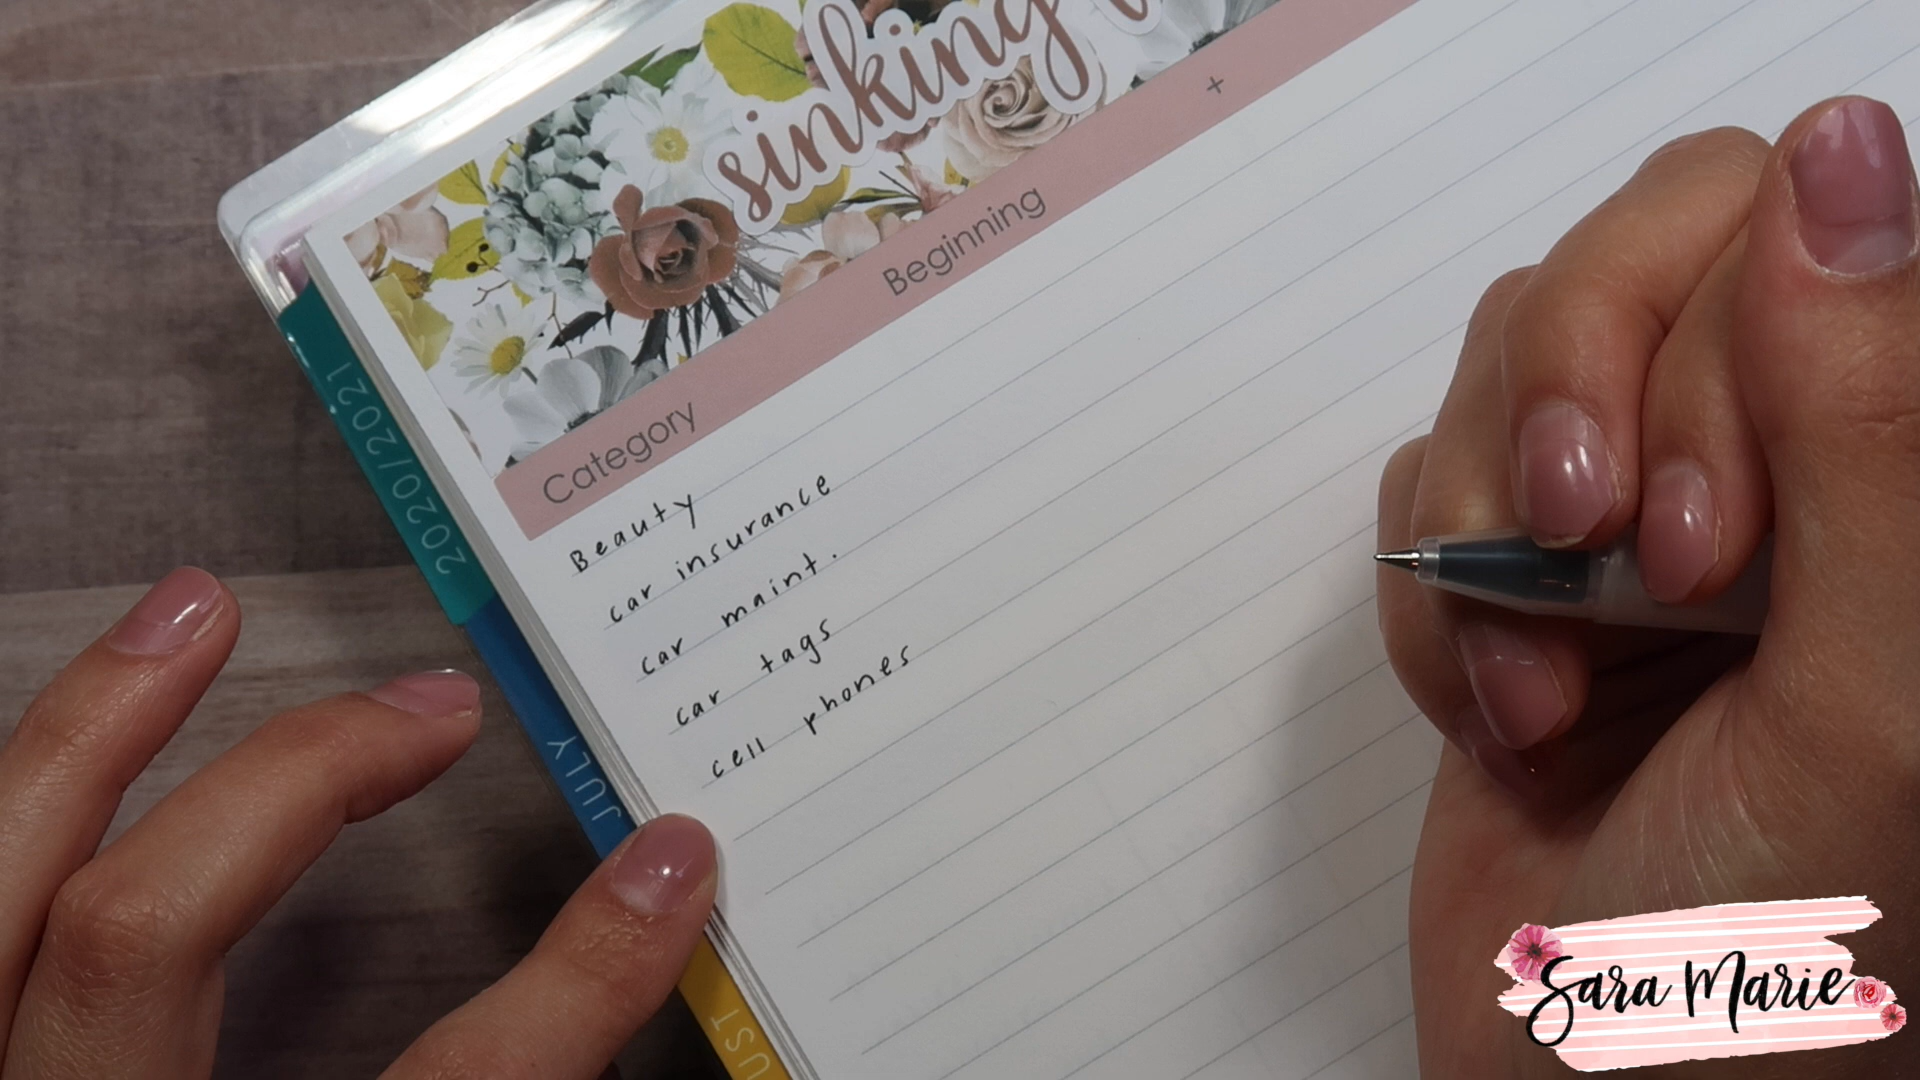 sinking
Category Beginning +
Beauty
car insurance
car maint.
car tags
cell phones
2020/2021
JULY
UST
Sara Marie